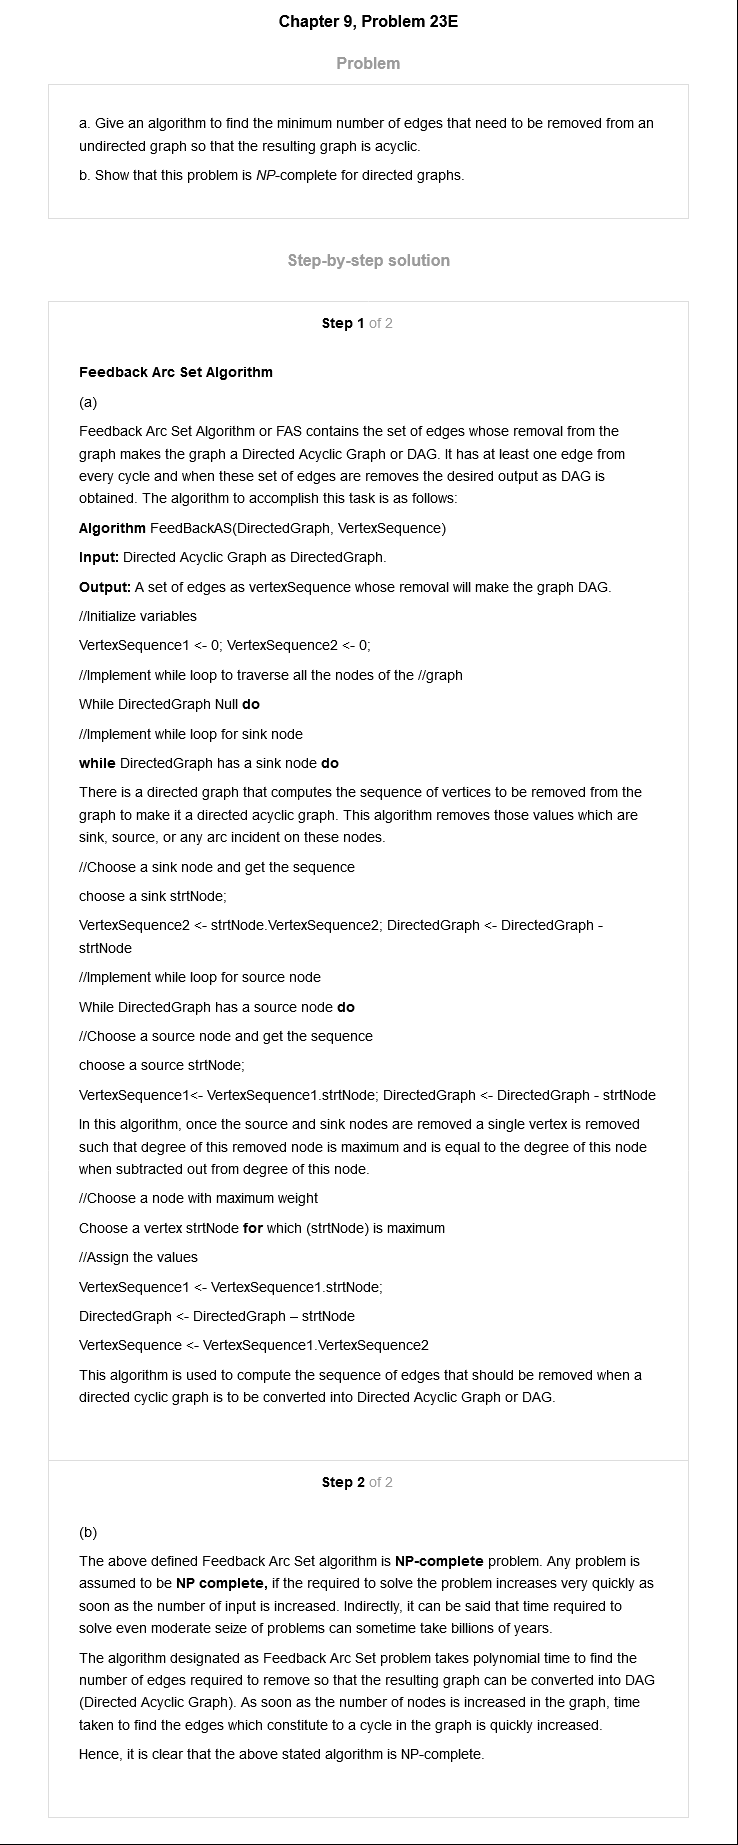 Chapter 9, Problem 23E
Problem
a. Give an algorithm to find the minimum number of edges that need to be removed from an
undirected graph so that the resulting graph is acyclic.
b. Show that this problem is NP-complete for directed graphs.
Step-by-step solution
Step 1 of 2
Feedback Arc Set Algorithm
(a)
Feedback Arc Set Algorithm or FAS contains the set of edges whose removal from the
graph makes the graph a Directed Acyclic Graph or DAG. It has at least one edge from
every cycle and when these set of edges are removes the desired output as DAG is
obtained. The algorithm to accomplish this task is as follows:
Algorithm FeedBackAS(DirectedGraph, VertexSequence)
Input: Directed Acyclic Graph as DirectedGraph.
Output: A set of edges as vertexSequence whose removal will make the graph DAG.
//Initialize variables
VertexSequence1 <- 0; VertexSequence2 <- 0;
//Implement while loop to traverse all the nodes of the //graph
While DirectedGraph Null do
//Implement while loop for sink node
while DirectedGraph has a sink node do
There is a directed graph that computes the sequence of vertices to be removed from the
graph to make it a directed acyclic graph. This algorithm removes those values which are
sink, source, or any arc incident on these nodes.
//Choose a sink node and get the sequence
choose a sink strtNode;
VertexSequence2 <- strtNode.VertexSequence2; DirectedGraph <- DirectedGraph -
strtNode
//Implement while loop for source node
While DirectedGraph has a source node do
//Choose a source node and get the sequence
choose a source strtNode;
VertexSequence1<- VertexSequence1.strtNode; DirectedGraph <- DirectedGraph - strtNode
In this algorithm, once the source and sink nodes are removed a single vertex is removed
such that degree of this removed node is maximum and is equal to the degree of this node
when subtracted out from degree of this node.
//Choose a node with maximum weight
Choose a vertex strtNode for which (strtNode) is maximum
//Assign the values
VertexSequence1 <- VertexSequence1.strtNode;
DirectedGraph <- DirectedGraph – strtNode
VertexSequence <- VertexSequence1.VertexSequence2
This algorithm is used to compute the sequence of edges that should be removed when a
directed cyclic graph is to be converted into Directed Acyclic Graph or DAG.
Step 2 of 2
(b)
The above defined Feedback Arc Set algorithm is NP-complete problem. Any problem is
assumed to be NP complete, if the required to solve the problem increases very quickly as
soon as the number of input is increased. Indirectly, it can be said that time required to
solve even moderate seize of problems can sometime take billions of years.
The algorithm designated as Feedback Arc Set problem takes polynomial time to find the
number of edges required to remove so that the resulting graph can be converted into DAG
(Directed Acyclic Graph). As soon as the number of nodes is increased in the graph, time
taken to find the edges which constitute to a cycle in the graph is quickly increased.
Hence, it is clear that the above stated algorithm is NP-complete.